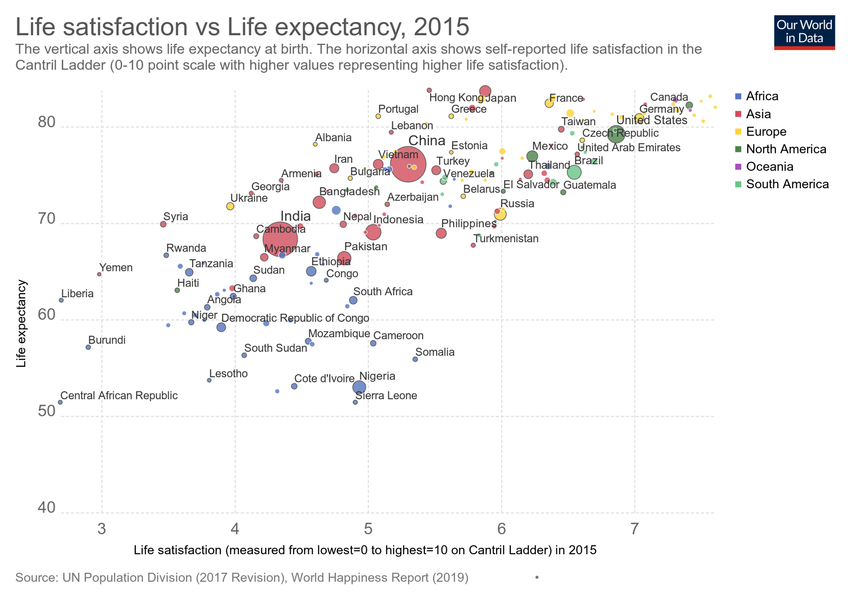 Life satisfaction vs Life expectancy, 2015
The vertical axis shows life expectancy at birth. The horizontal axis shows self-reported life satisfaction in the
Cantril Ladder (0-10 point scale with higher values representing higher life satisfaction).
Our World
in Data
Africa
Asia
Europe
North America
Oceania
South America
Life expectancy
80
70
60
50
40
Hong Kong
Japan
France
Canada
Portugal
Greece
Germany
United States
Lebanon
Taiwan
Czech Republic
Albania
China
Estonia
Mexico
United Arab Emirates
Iran
Vietnam
Turkey
Thailand
Brazil
Armenia
Bulgaria
Venezuela
Georgia
Bangladesh
Belarus
El Salvador
Guatemala
Ukraine
Azerbaijan
Russia
Syria
India
Nepal
Indonesia
Philippines
Cambodia
Turkmenistan
Rwanda
Myanmar
Pakistan
Yemen
Tanzania
Sudan
Ethiopia
Congo
Haiti
Ghana
Liberia
Angola
South Africa
Niger
Democratic Republic of Congo
Burundi
Mozambique
Cameroon
South Sudan
Somalia
Lesotho
Cote d'Ivoire
Nigeria
Central African Republic
Sierra Leone
3
4
5
6
7
Life satisfaction (measured from lowest=0 to highest=10 on Cantril Ladder) in 2015
Source: UN Population Division (2017 Revision), World Happiness Report (2019)
•